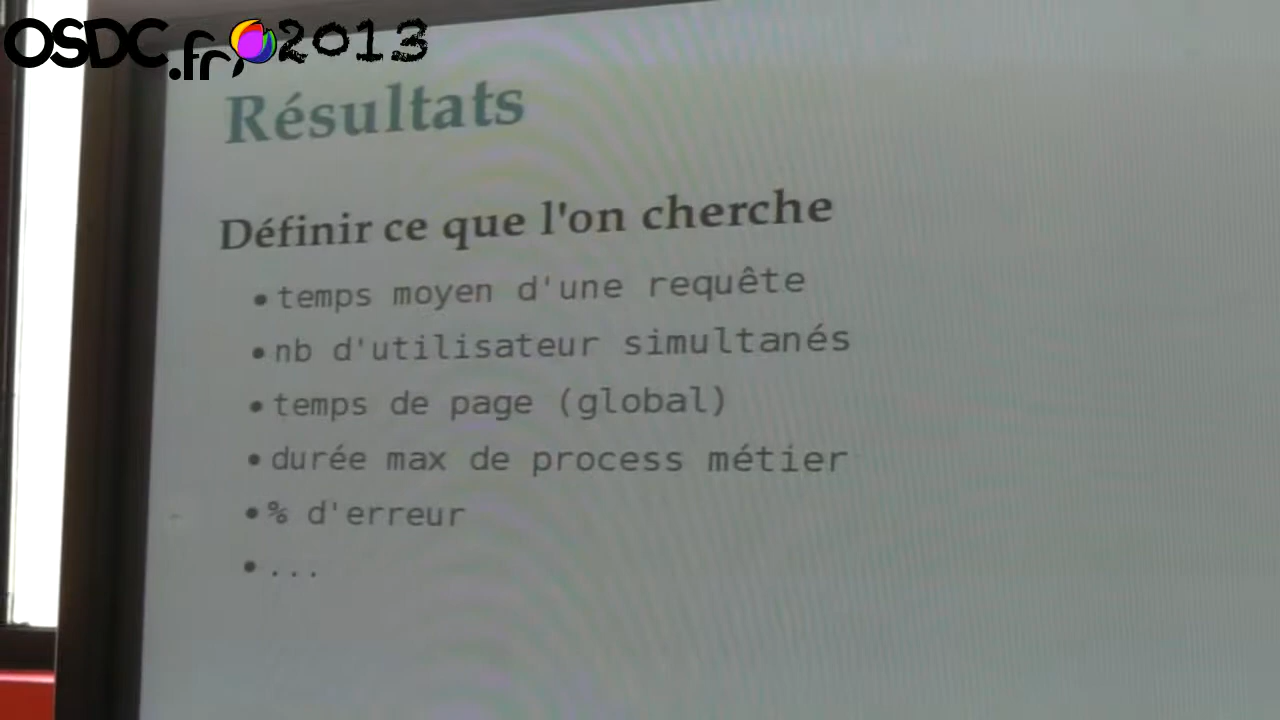 OSDC.fr 2013
Résultats
Définir ce que l'on cherche
•temps moyen d'une requête
•nb d'utilisateur simultanés
•temps de page (global)
•durée max de process métier
•% d'erreur
•...